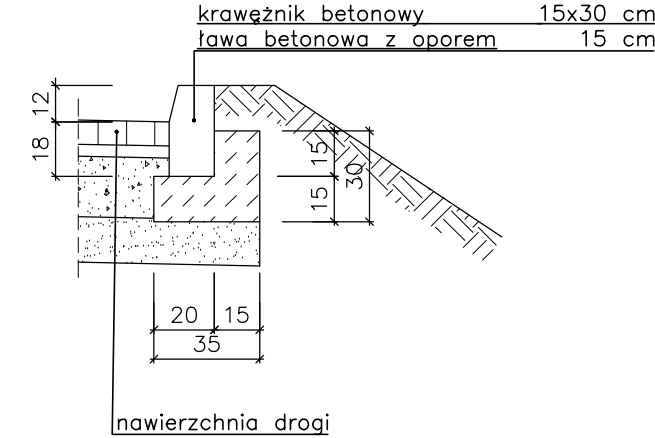 krawężnik betonowy 15x30 cm
ława betonowa z oporem 15 cm
12
18
15
30
15
20 15
35
nawierzchnia drogi